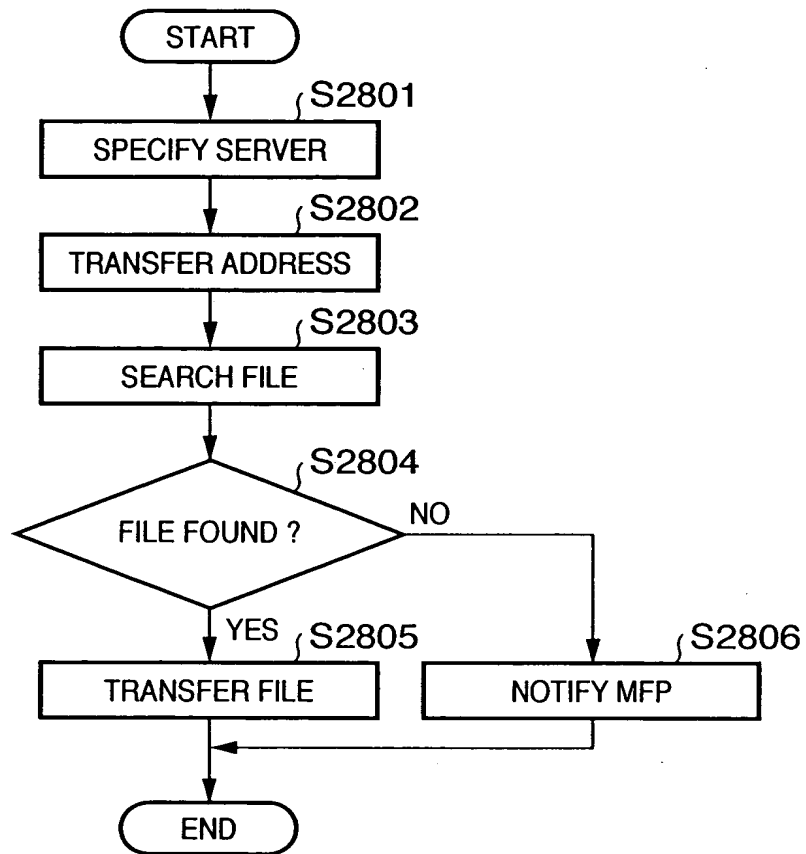 START
S2801
SPECIFY SERVER
S2802
TRANSFER ADDRESS
S2803
SEARCH FILE
S2804
FILE FOUND ?
NO
YES
S2805
TRANSFER FILE
S2806
NOTIFY MFP
END